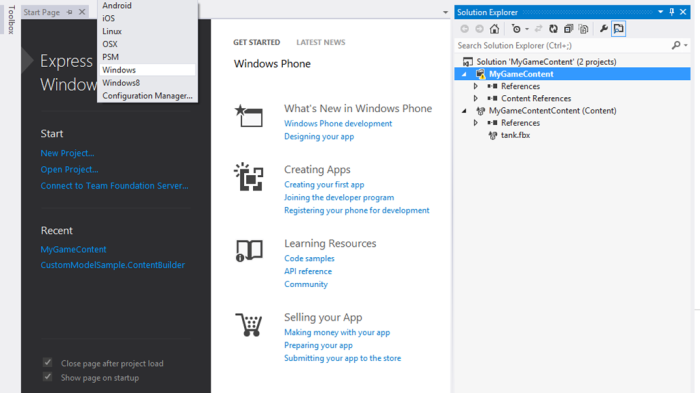 Toolbox
Start Page
Android
iOS
Linux
OSX
PSM
Windows
Windows8
Configuration Manager...
Express
Window
Start
New Project...
Open Project...
Connect to Team Foundation Server...
Recent
MyGameContent
CustomModelSample.ContentBuilder
Close page after project load
Show page on startup
GET STARTED LATEST NEWS
Windows Phone
What's New in Windows Phone
Windows Phone development
Designing your app
Creating Apps
Creating your first app
Joining the developer program
Registering your phone for development
Learning Resources
Code samples
API reference
Community
Selling your App
Making money with your app
Preparing your app
Submitting your app to the store
Solution Explorer
Search Solution Explorer (Ctrl+;)
Solution 'MyGameContent' (2 projects)
MyGameContent
References
Content References
MyGameContentContent (Content)
References
tank.fbx